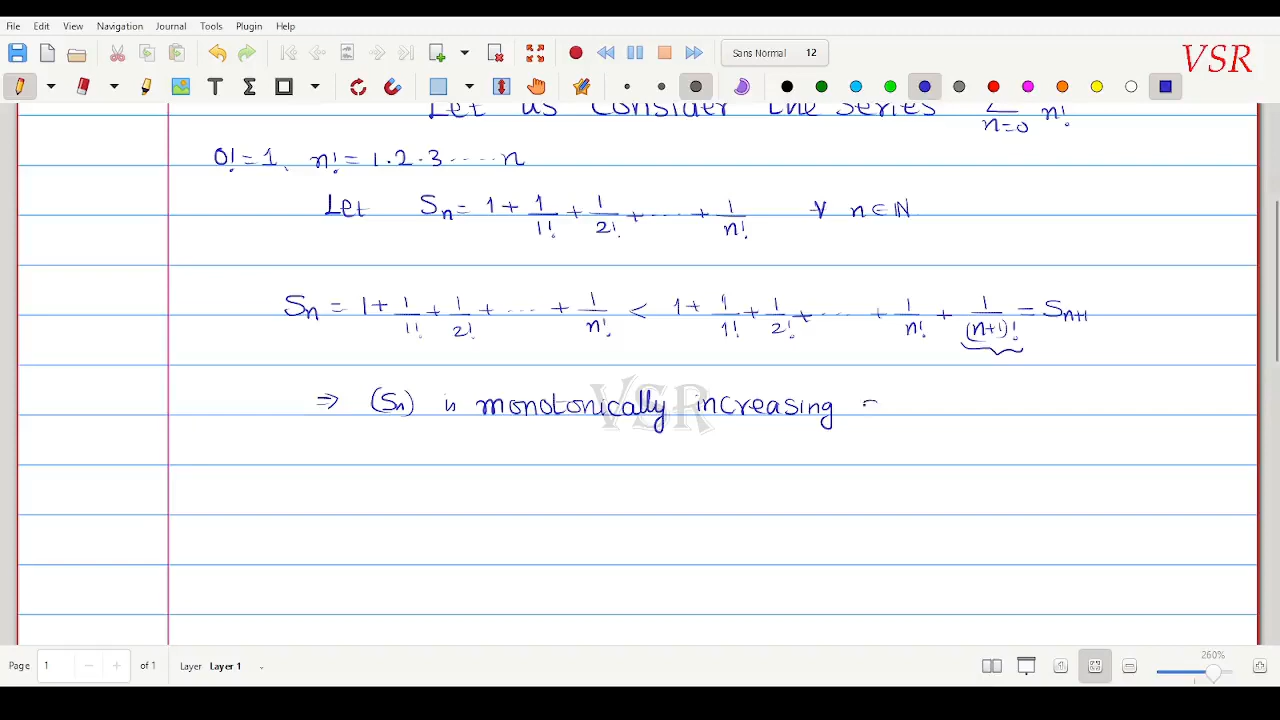 File Edit View Navigation Journal Tools Plugin Help
Sans Normal 12
VSR
Let us Consider the series ∑ n=0 n!
0! = 1, n! = 1·2·3·····n
Let Sn = 1 + 1/1! + 1/2! + ····· + 1/n! ∀ n ∈ ℕ
Sn = 1 + 1/1! + 1/2! + ···· + 1/n! < 1 + 1/1! + 1/2! + ····· + 1/n! + 1/(n+1)! = Sn+1
⇒ (Sn) is monotonically increasing
VSR
Page 1 of 1 Layer Layer 1 260%